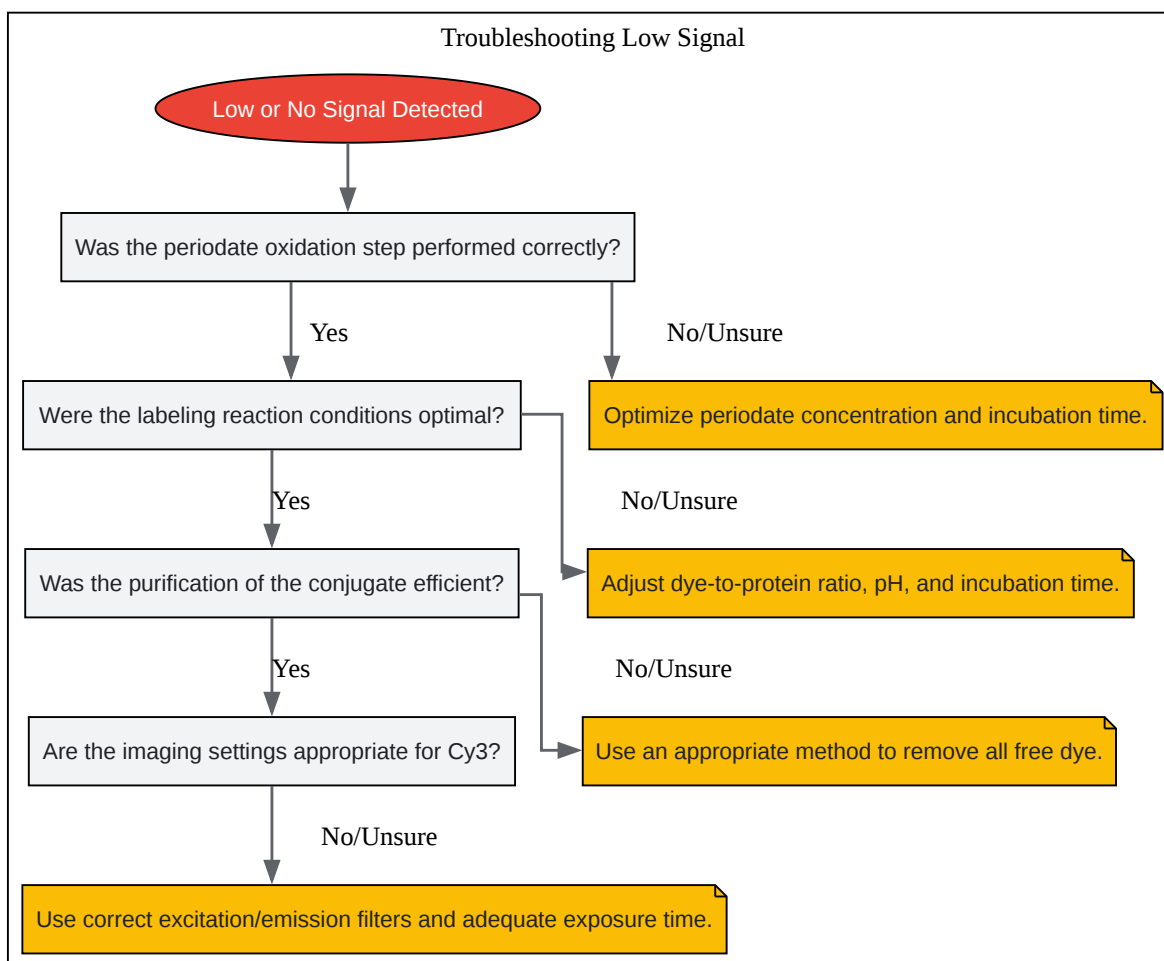 Troubleshooting Low Signal
Low or No Signal Detected
Was the periodate oxidation step performed correctly?
Yes
No/Unsure
Were the labeling reaction conditions optimal?
Optimize periodate concentration and incubation time.
Yes
No/Unsure
Was the purification of the conjugate efficient?
Adjust dye-to-protein ratio, pH, and incubation time.
Yes
No/Unsure
Are the imaging settings appropriate for Cy3?
Use an appropriate method to remove all free dye.
No/Unsure
Use correct excitation/emission filters and adequate exposure time.